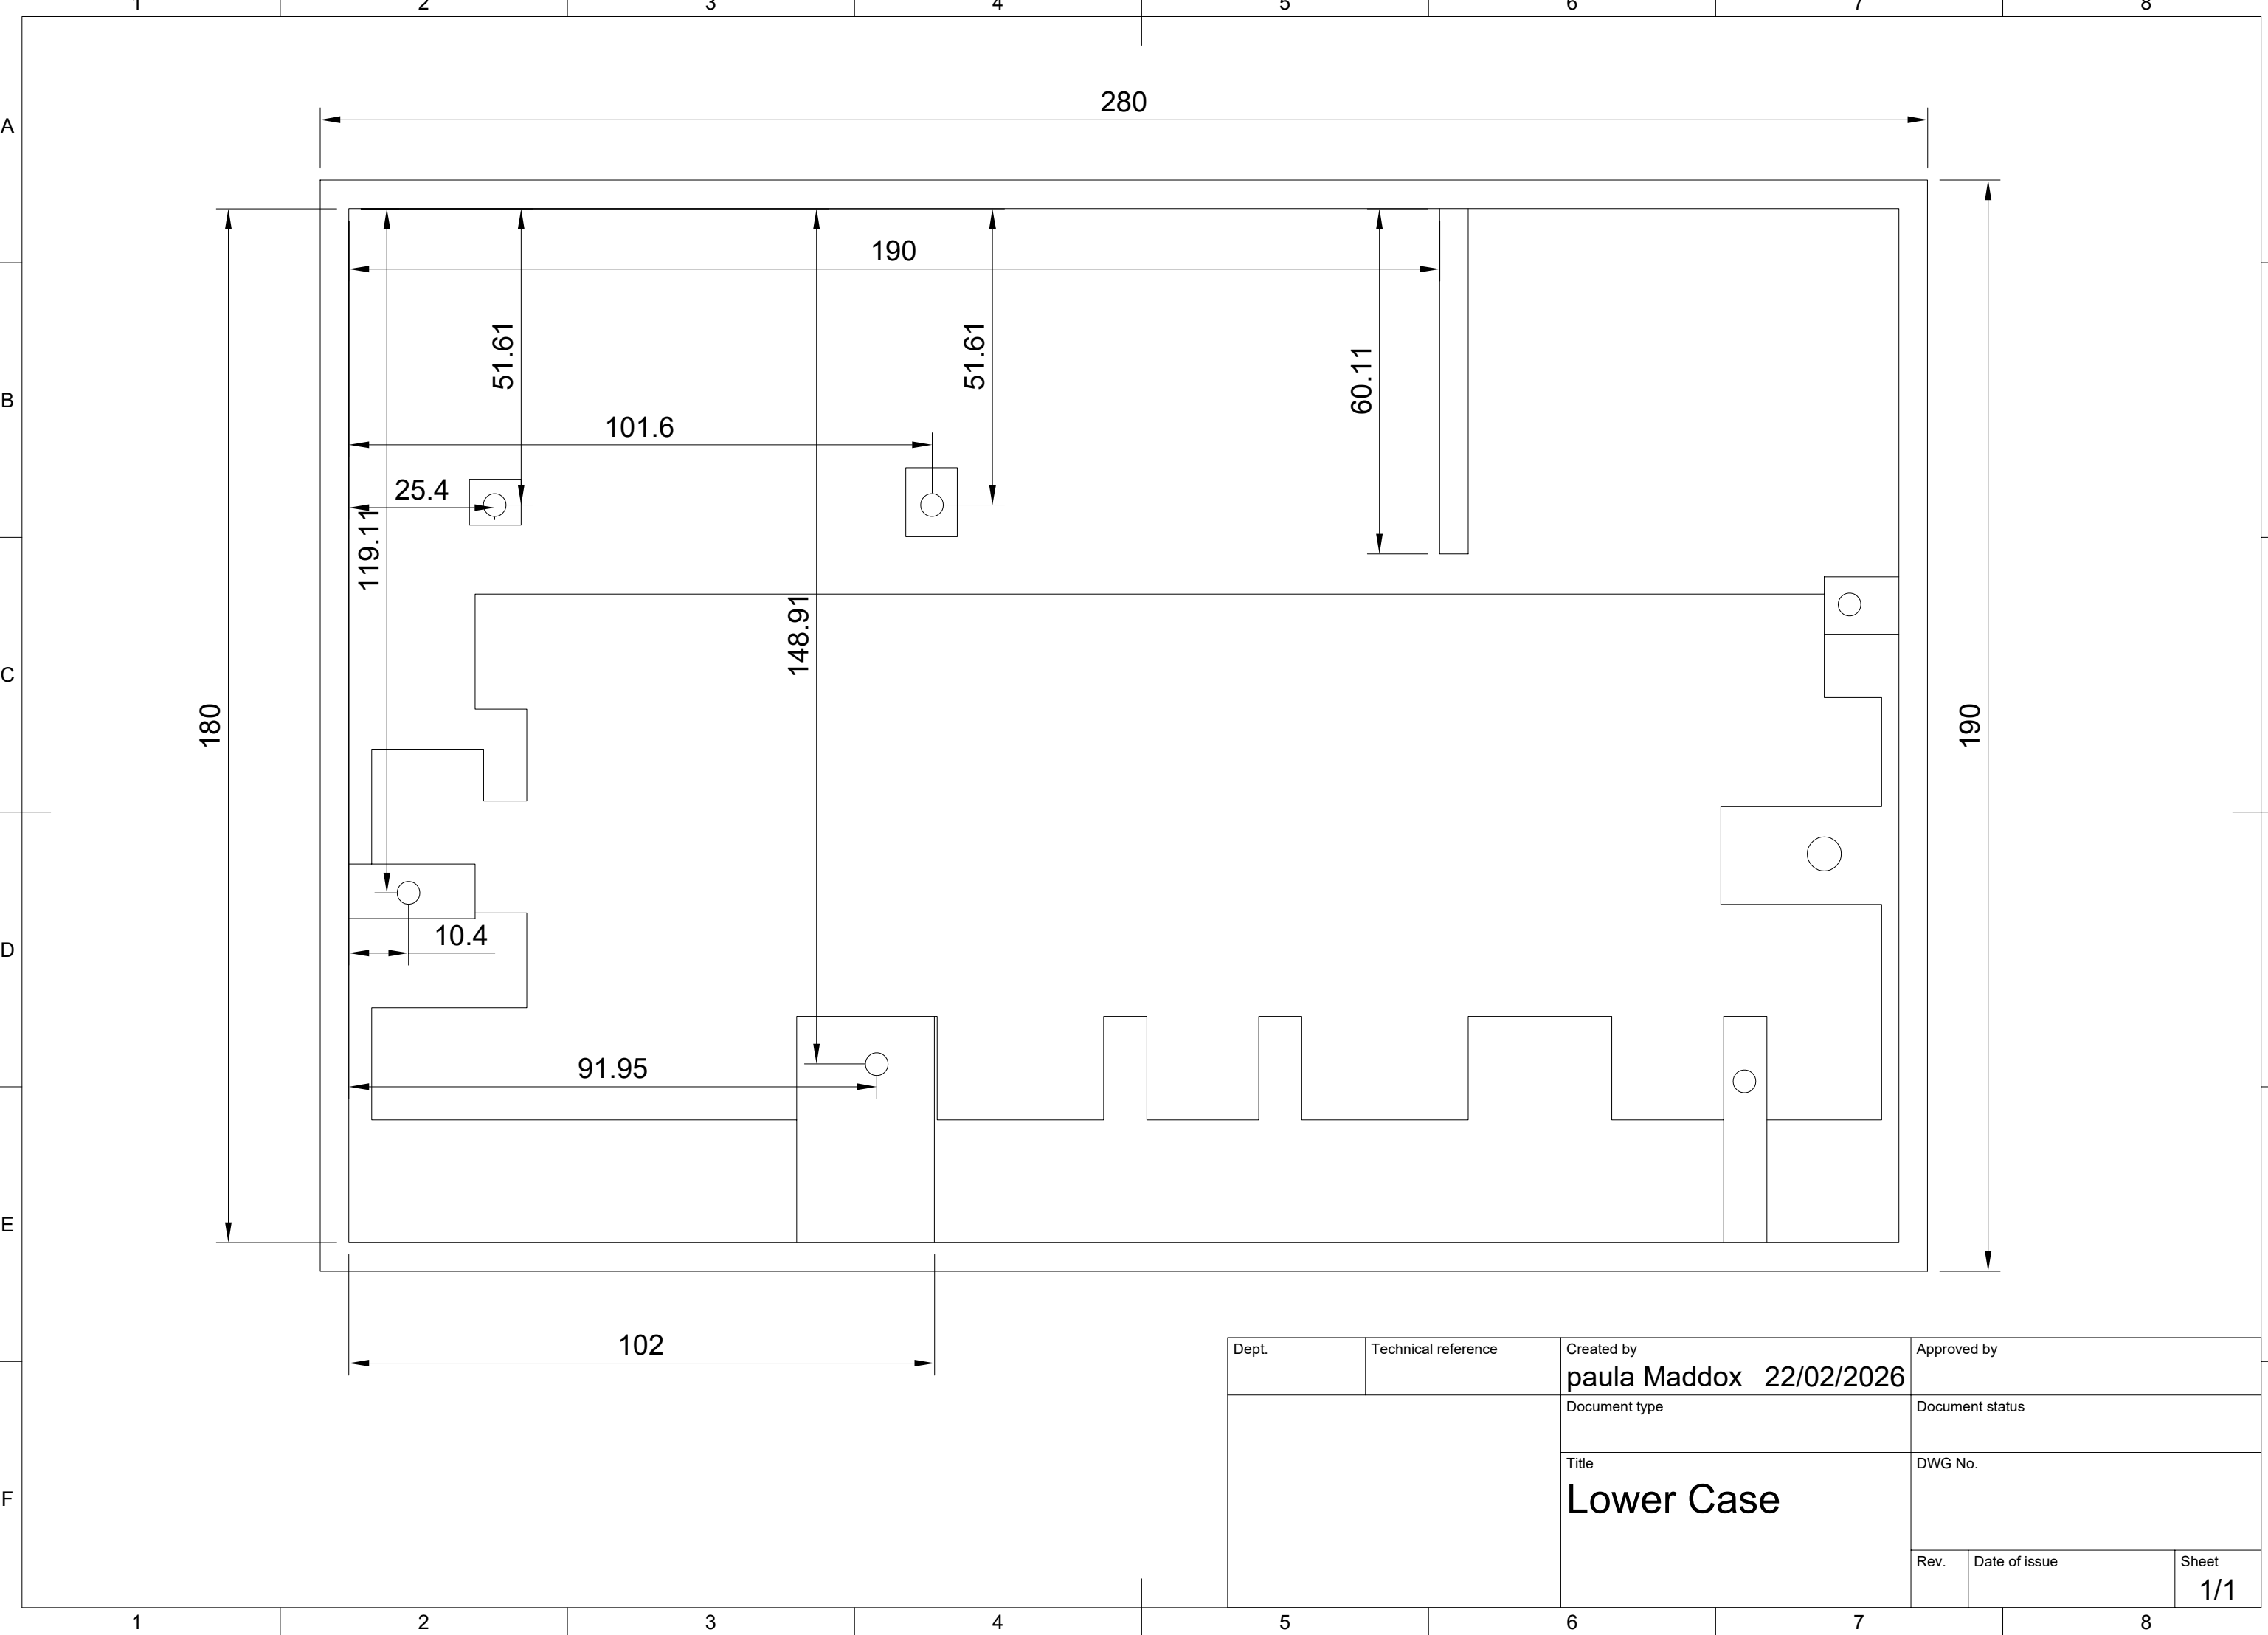 1 2 3 4 5 6 7 8
280
A
190
51.61
51.61
60.11
B
101.6
25.4
119.11
148.91
C
180
190
10.4
D
91.95
E
102
Dept.
Technical reference
Created by
paula Maddox 22/02/2026
Approved by
Document type
Document status
Title
Lower Case
DWG No.
F
Rev.
Date of issue
Sheet
1/1
1 2 3 4 5 6 7 8